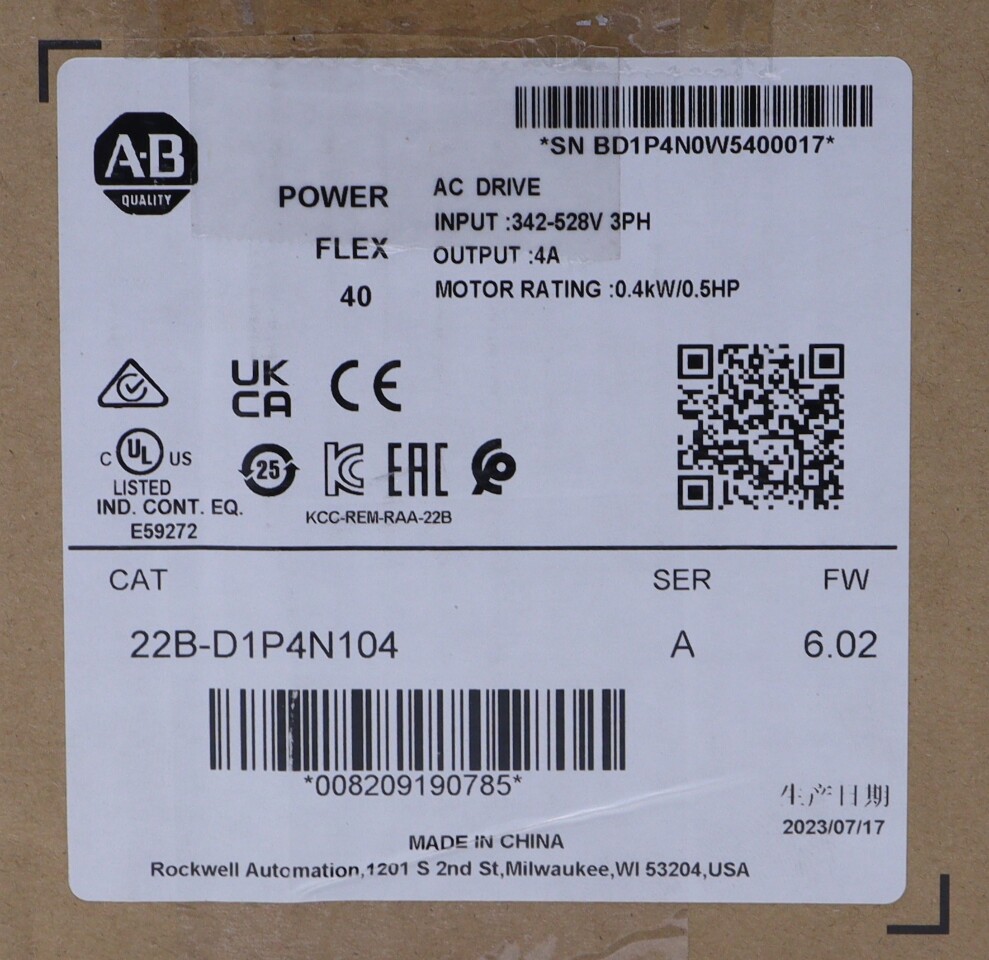 A-B
QUALITY
*SN BD1P4N0W5400017*
POWER
FLEX
40
AC DRIVE
INPUT :342-528V 3PH
OUTPUT :4A
MOTOR RATING :0.4kW/0.5HP
UK
CA
CE
C UL US
LISTED
IND. CONT. EQ.
E59272
25
KC
EAC
KCC-REM-RAA-22B
CAT
SER
FW
22B-D1P4N104
A
6.02
*008209190785*
生产日期
2023/07/17
MADE IN CHINA
Rockwell Automation,1201 S 2nd St,Milwaukee,WI 53204,USA